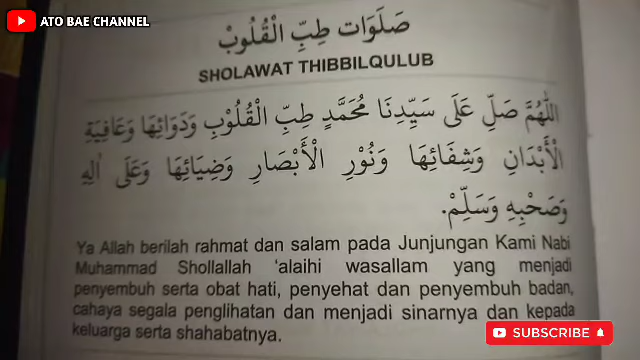 ATO BAE CHANNEL
صَلَوَات طِبِّ الْقُلُوبْ
SHOLAWAT THIBBILQULUB
اَللّٰهُمَّ صَلِّ عَلَى سَيِّدِنَا مُحَمَّدٍ طِبِّ الْقُلُوْبِ وَدَوَائِهَا وَعَافِيَةِ
الْأَبْدَانِ وَشِفَائِهَا وَنُوْرِ الْأَبْصَارِ وَضِيَائِهَا وَعَلَى اٰلِهِ
وَصَحْبِهِ وَسَلِّمْ.
Ya Allah berilah rahmat dan salam pada Junjungan Kami Nabi
Muhammad Shollallah 'alaihi wasallam yang menjadi
penyembuh serta obat hati, penyehat dan penyembuh badan,
cahaya segala penglihatan dan menjadi sinarnya dan kepada
keluarga serta shahabatnya.
SUBSCRIBE